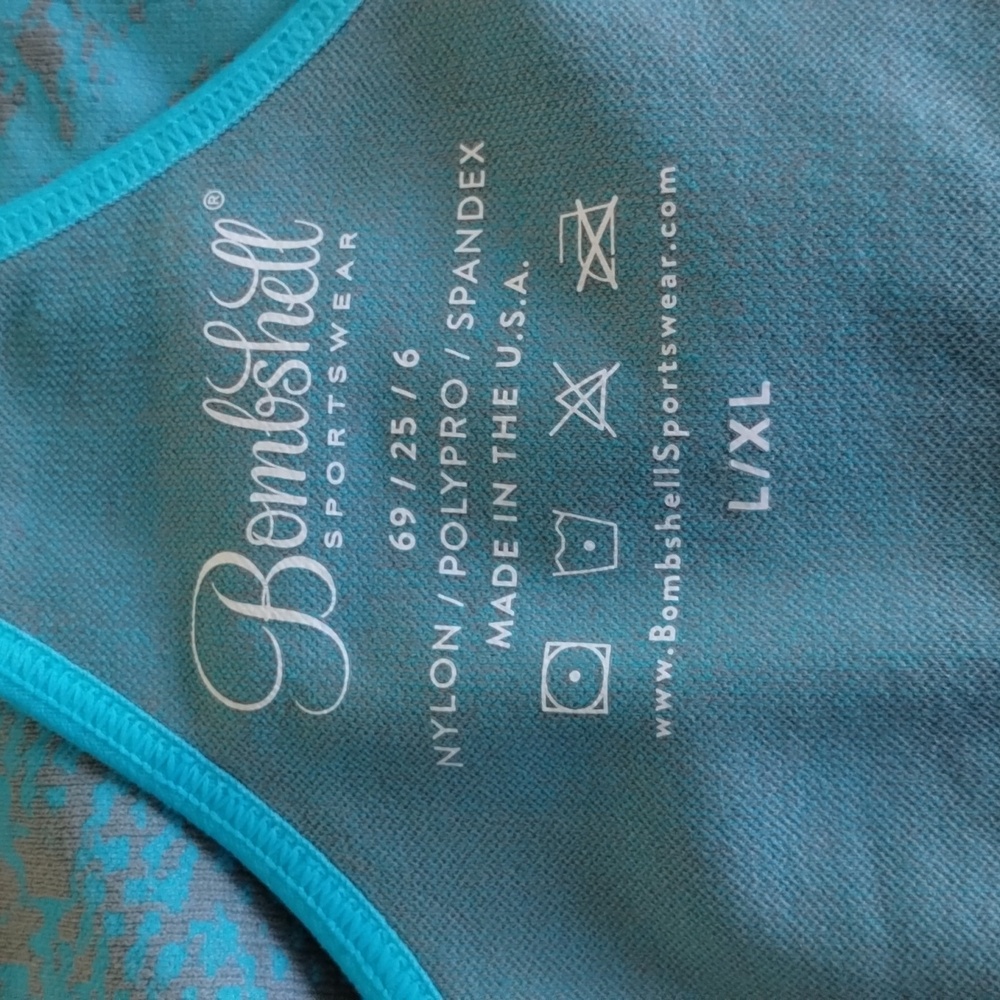 Bombshell®
SPORTSWEAR
69 / 25 / 6
NYLON / POLYPRO / SPANDEX
MADE IN THE U.S.A.
www.BombshellSportswear.com
L/XL